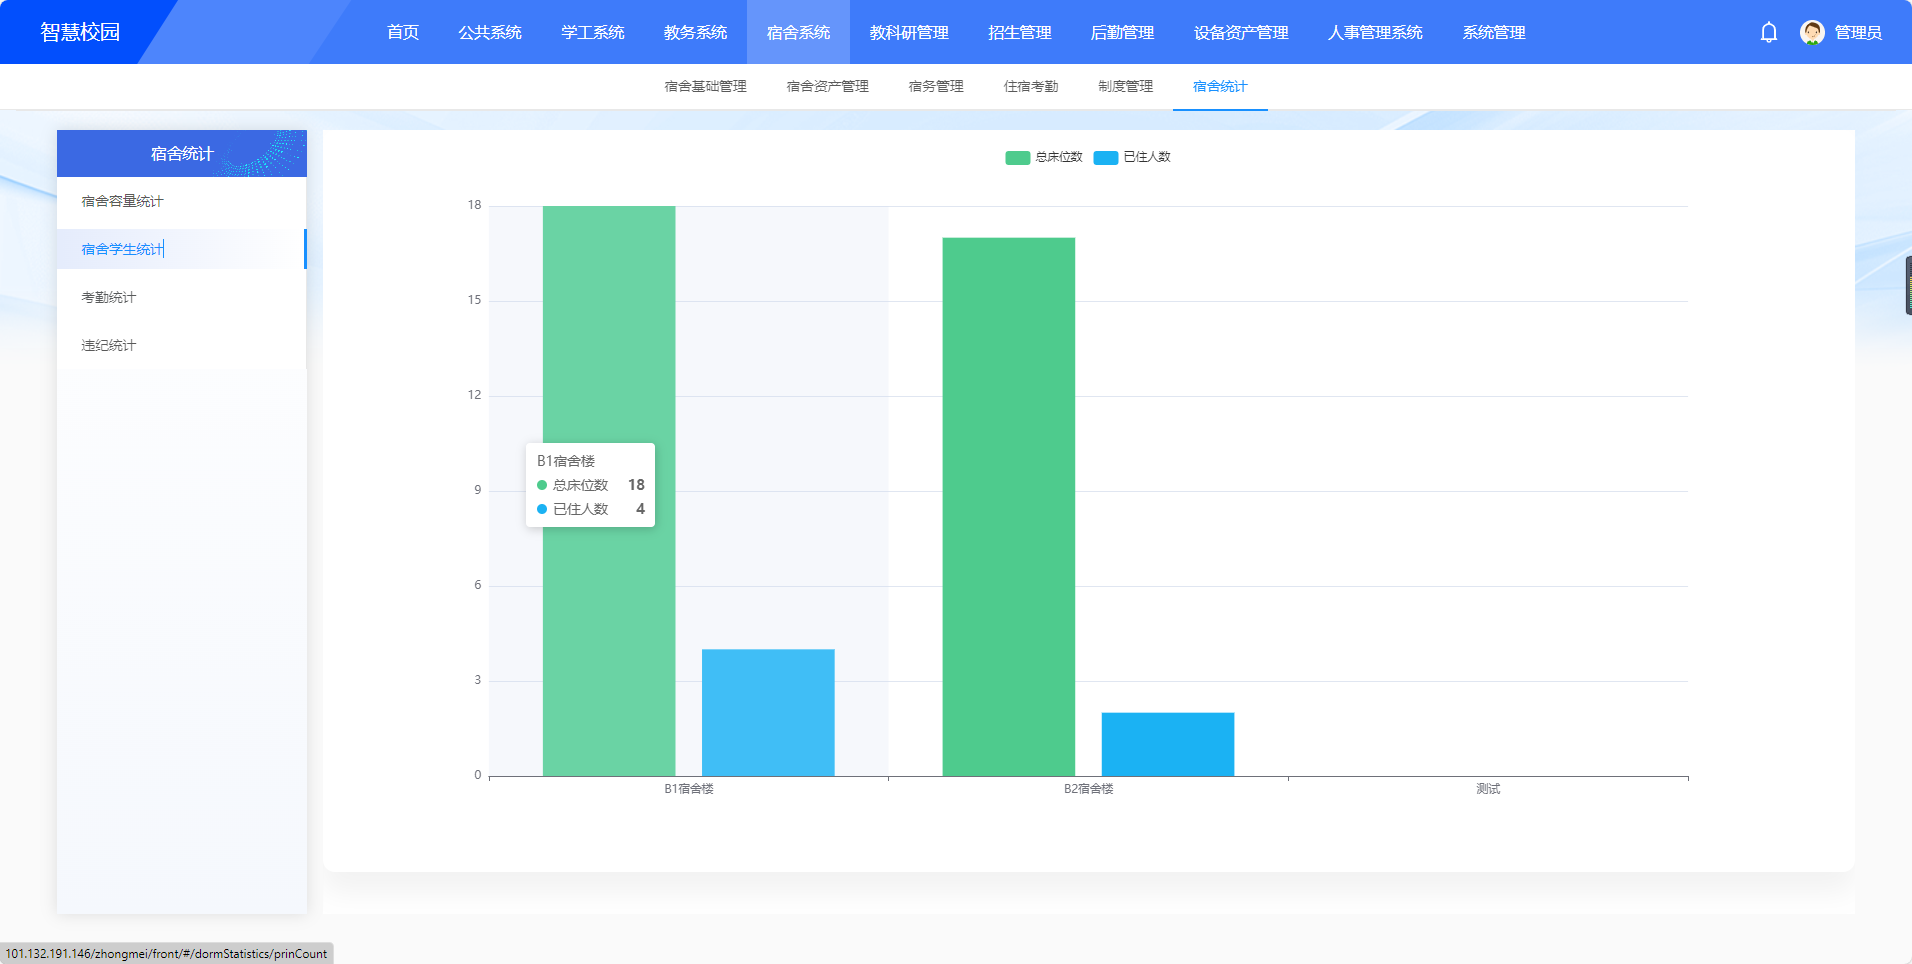 智慧校园
首页 公共系统 学工系统 教务系统 宿舍系统 教科研管理 招生管理 后勤管理 设备资产管理 人事管理系统 系统管理 管理员
宿舍基础管理 宿舍资产管理 宿务管理 住宿考勤 制度管理 宿舍统计
宿舍统计
宿舍容量统计
宿舍学生统计
考勤统计
违纪统计
总床位数 已住人数
18
15
12
9
6
3
0
B1宿舍楼
总床位数 18
已住人数 4
B1宿舍楼 B2宿舍楼 测试
101.132.191.146/zhongmei/front/#/dormStatistics/prinCount